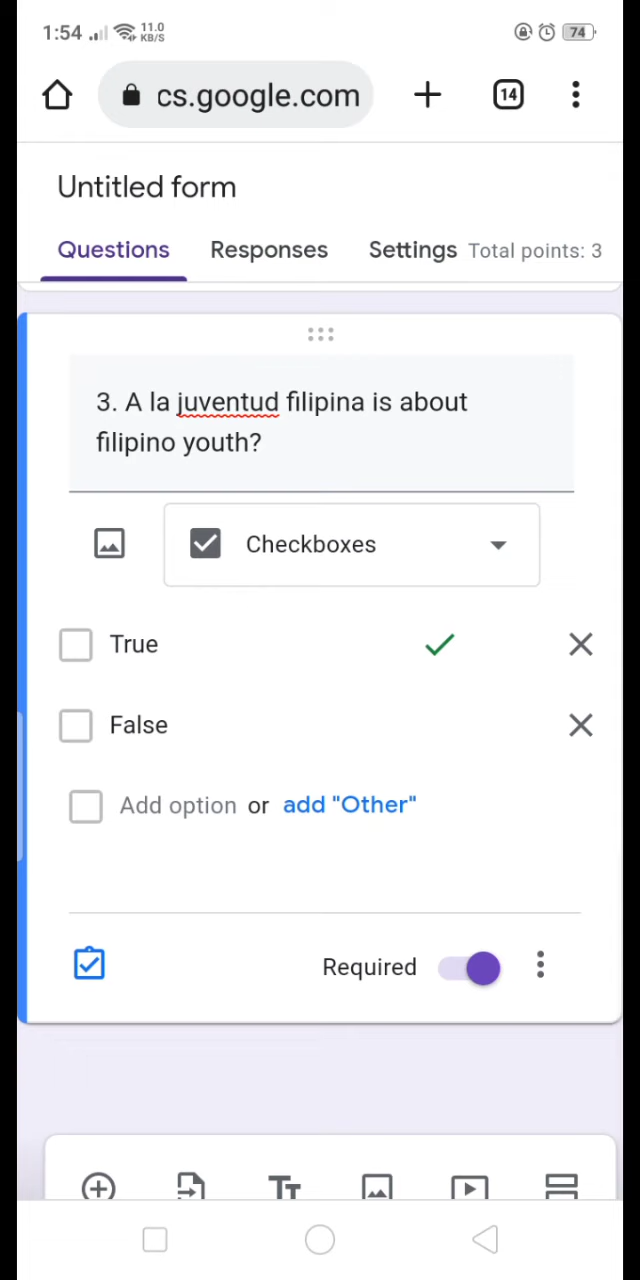 1:54 11.0 KB/S 74
cs.google.com 14
Untitled form
Questions Responses Settings Total points: 3
3. A la juventud filipina is about
filipino youth?
Checkboxes
True
False
Add option or add "Other"
Required
Tт